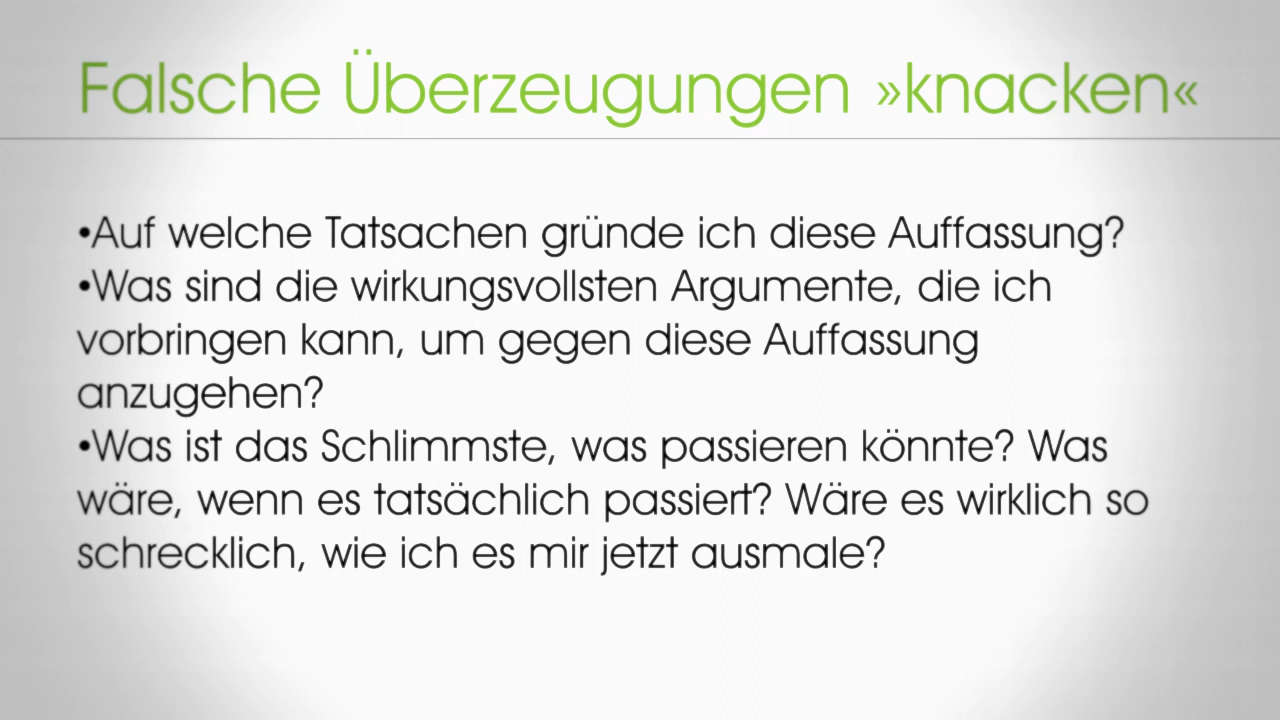 Falsche Überzeugungen »knacken«
•Auf welche Tatsachen gründe ich diese Auffassung?
•Was sind die wirkungsvollsten Argumente, die ich
vorbringen kann, um gegen diese Auffassung
anzugehen?
•Was ist das Schlimmste, was passieren könnte? Was
wäre, wenn es tatsächlich passiert? Wäre es wirklich so
schrecklich, wie ich es mir jetzt ausmale?